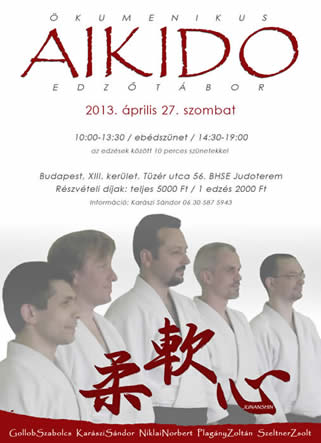 ÖKUMENIKUS
AIKIDO
EDZŐTÁBOR
2013. április 27. szombat
10:00-13:30 / ebédszünet / 14:30-19:00
az edzések között 10 perces szünetekkel
Budapest, XIII. kerület. Tüzér utca 56. BHSE Judoterem
Részvételi díjak: teljes 5000 Ft / 1 edzés 2000 Ft
Információ: Karászi Sándor 06 30 587 5943
柔軟心
JUNANSHIN
GollobSzabolcs KarásziSándor NiklaiNorbert PlagányZoltán SzeltnerZsolt